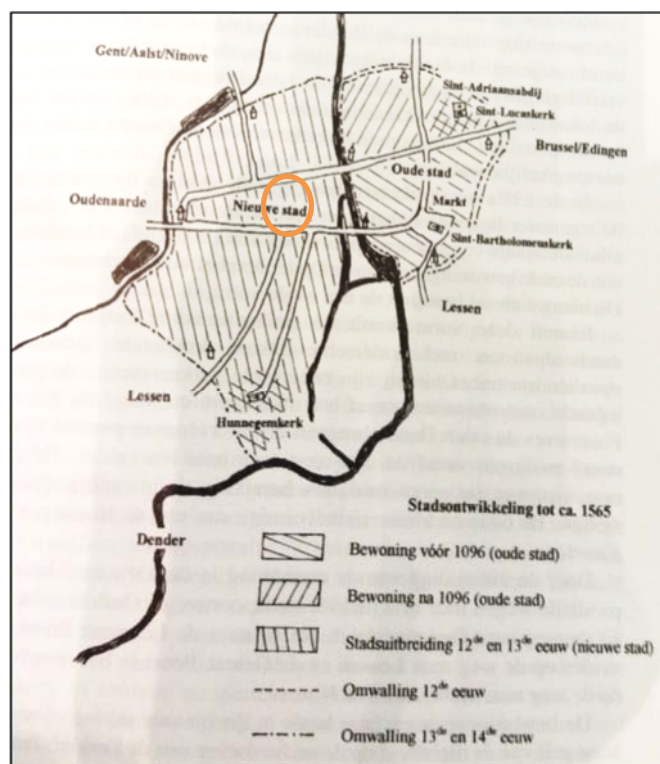 Gent/Aalst/Ninove
Sint-Adriaansabdij
Sint-Lucaskerk
Brussel/Edingen
Oude stad
Oudenaarde
Nieuwe stad
Markt
Sint-Bartholomeuskerk
Lessen
Lessen
Hunnegemkerk
Dender
Stadsontwikkeling tot ca. 1565
Bewoning vóór 1096 (oude stad)
Bewoning na 1096 (oude stad)
Stadsuitbreiding 12de en 13de eeuw (nieuwe stad)
Omwalling 12de eeuw
Omwalling 13de en 14de eeuw